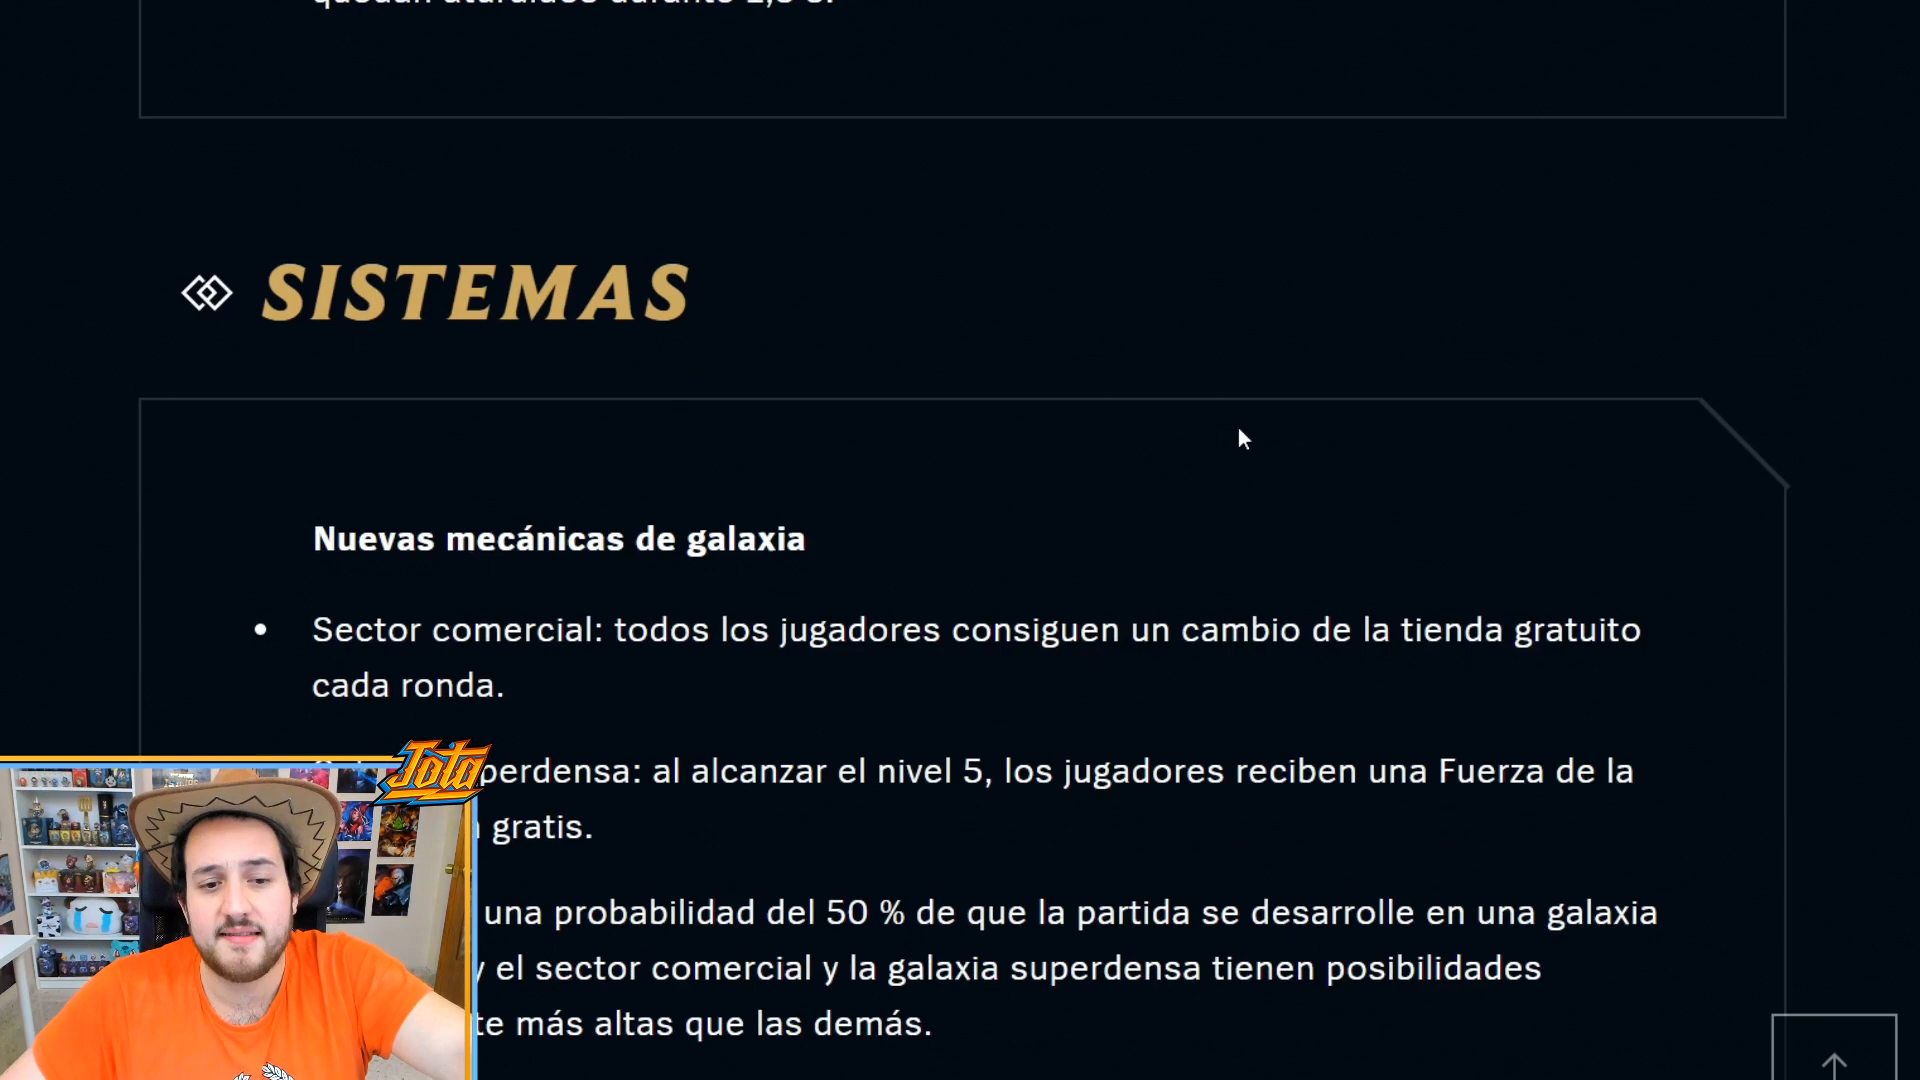 SISTEMAS
Nuevas mecánicas de galaxia
Sector comercial: todos los jugadores consiguen un cambio de la tienda gratuito
cada ronda.
perdensa: al alcanzar el nivel 5, los jugadores reciben una Fuerza de la
gratis.
una probabilidad del 50 % de que la partida se desarrolle en una galaxia
y el sector comercial y la galaxia superdensa tienen posibilidades
te más altas que las demás.
Jota